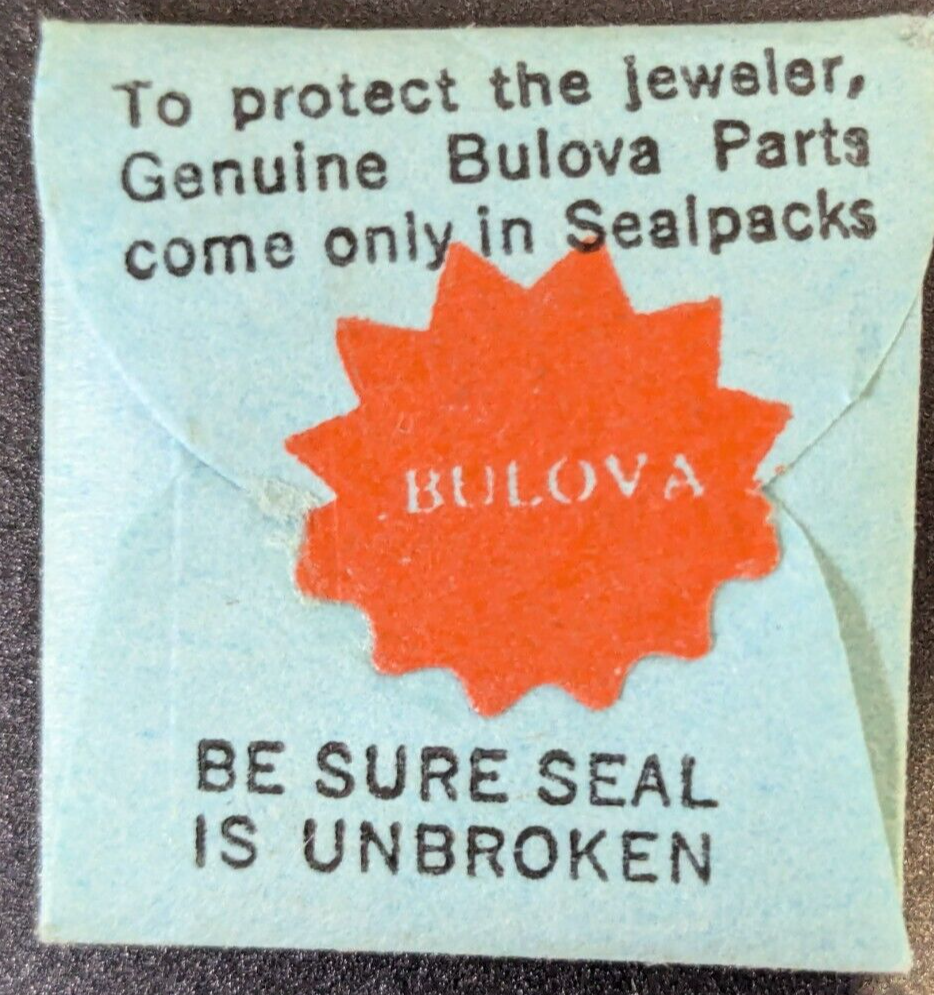 To protect the jeweler,
Genuine Bulova Parts
come only in Sealpacks
BULOVA
BE SURE SEAL
IS UNBROKEN